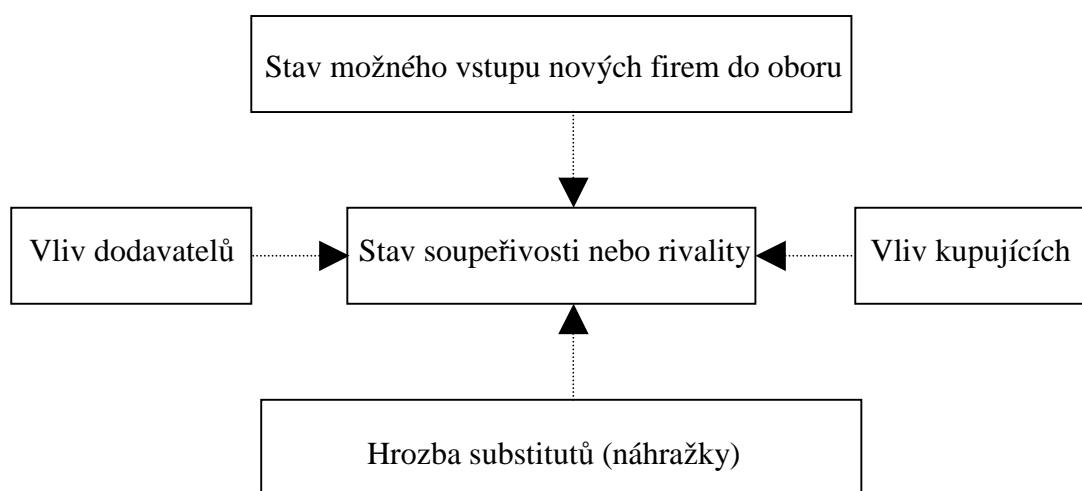 Stav možného vstupu nových firem do oboru
Vliv dodavatelů
Stav soupeřivosti nebo rivality
Vliv kupujících
Hrozba substitutů (náhražky)